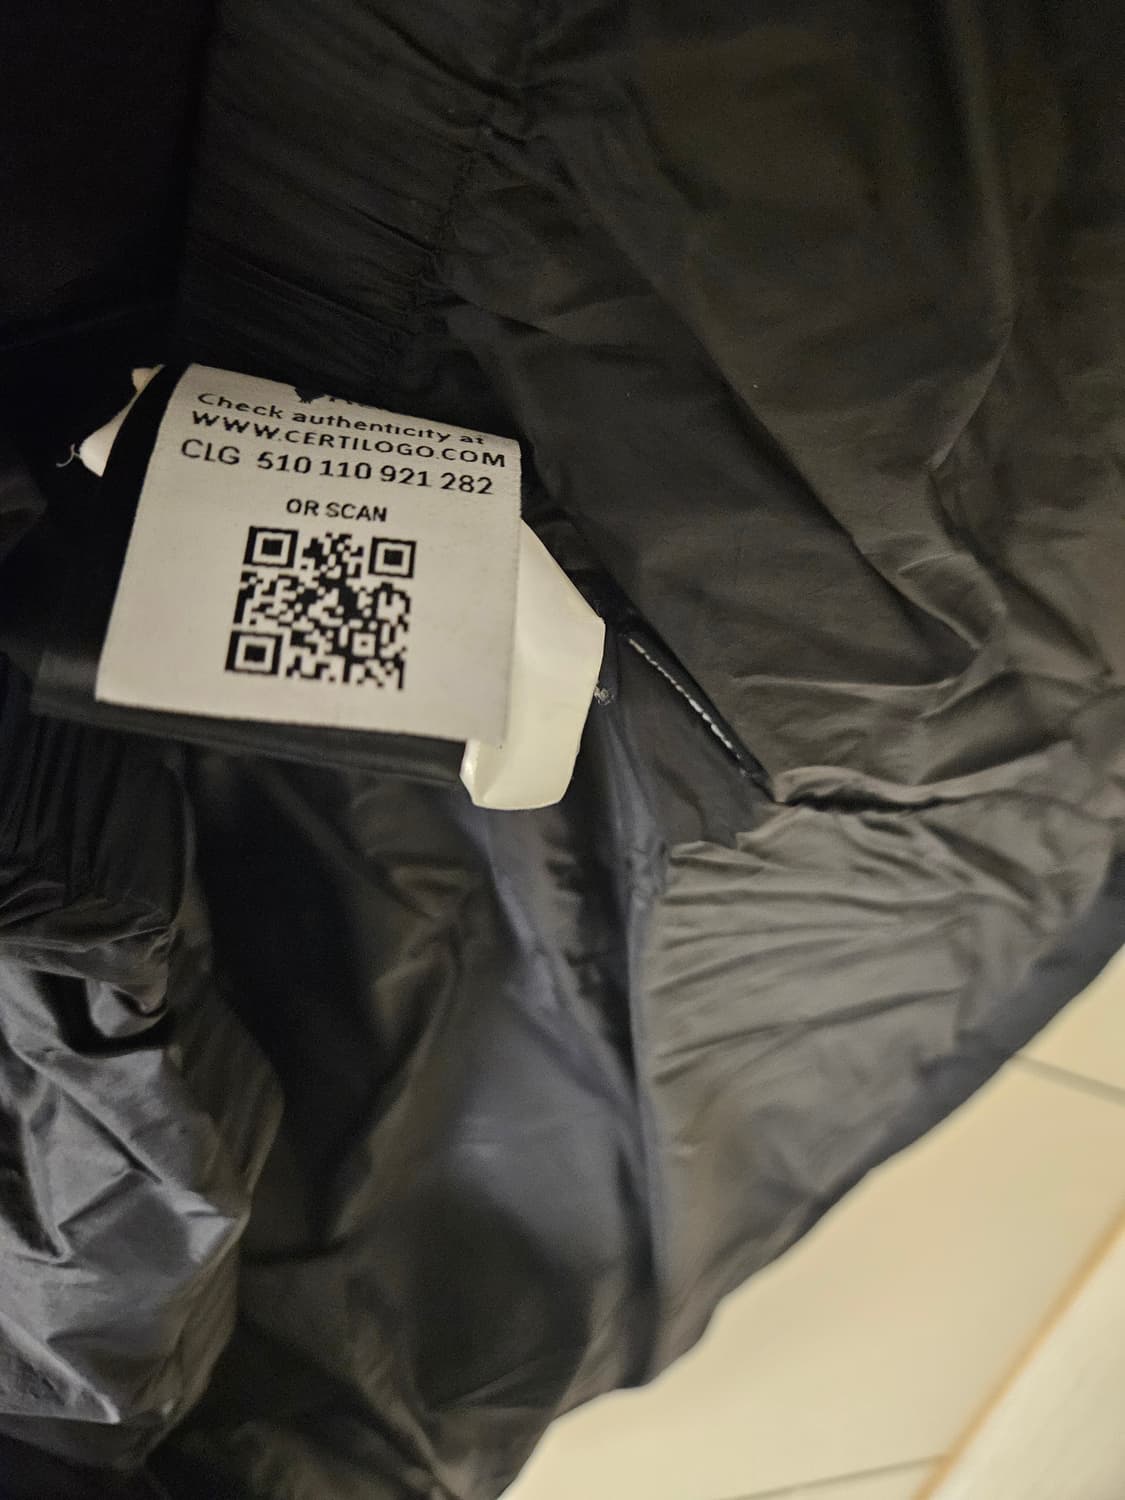 Check authenticity at
WWW.CERTILOGO.COM
CLG 510 110 921 282
OR SCAN